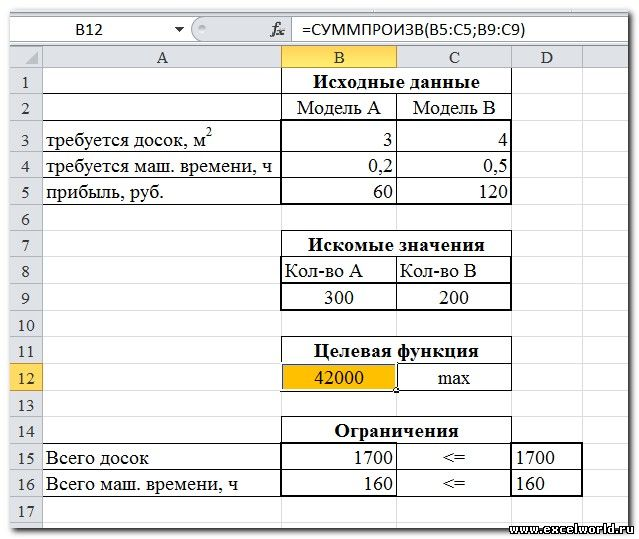 B12 fx =СУММПРОИЗВ(B5:C5;B9:C9)
A B C D
1 Исходные данные
2 Модель А Модель В
3 требуется досок, м2 3 4
4 требуется маш. времени, ч 0,2 0,5
5 прибыль, руб. 60 120
6
7 Искомые значения
8 Кол-во А Кол-во В
9 300 200
10
11 Целевая функция
12 42000 max
13
14 Ограничения
15 Всего досок 1700 <= 1700
16 Всего маш. времени, ч 160 <= 160
17
www.excelworld.ru